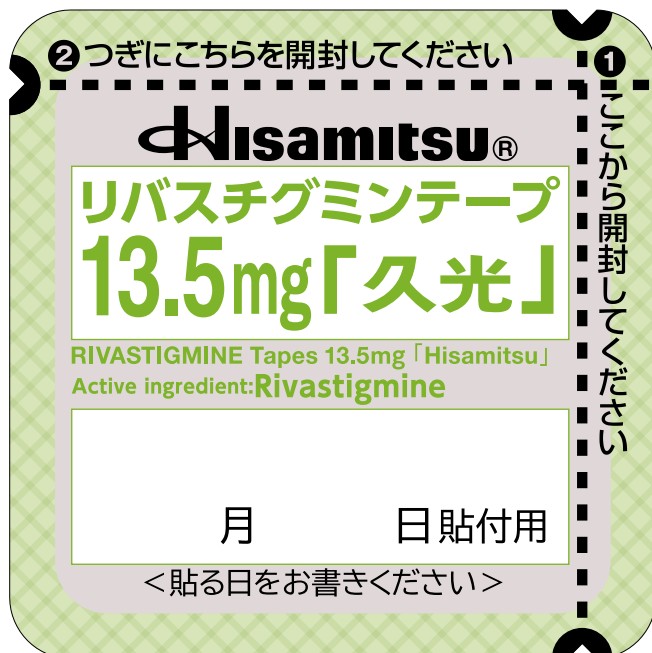 ❷つぎにこちらを開封してください
❶ここから開封してください
Hisamitsu®
リバスチグミンテープ
13.5mg「久光」
RIVASTIGMINE Tapes 13.5mg「Hisamitsu」
Active ingredient:Rivastigmine
月 日貼付用
<貼る日をお書きください>